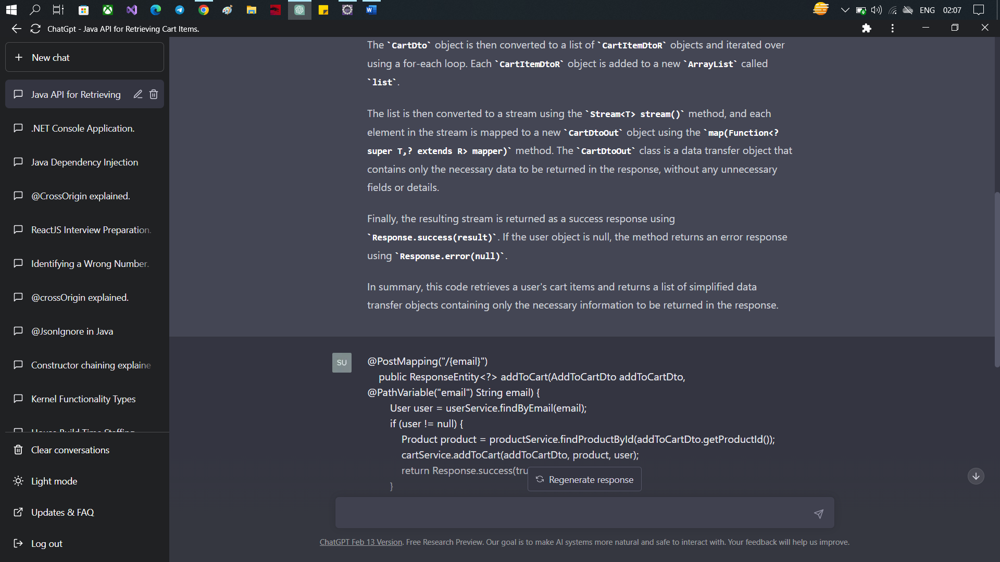 ENG 02:07
ChatGpt - Java API for Retrieving Cart Items.
New chat
Java API for Retrieving
.NET Console Application.
Java Dependency Injection
@CrossOrigin explained.
ReactJS Interview Preparation.
Identifying a Wrong Number.
@crossOrigin explained.
@JsonIgnore in Java
Constructor chaining explaine
Kernel Functionality Types
House Build Time Staffing
Clear conversations
Light mode
Updates & FAQ
Log out
The `CartDto` object is then converted to a list of `CartItemDtoR` objects and iterated over
using a for-each loop. Each `CartItemDtoR` object is added to a new `ArrayList` called
`list`.
The list is then converted to a stream using the `Stream<T> stream()` method, and each
element in the stream is mapped to a new `CartDtoOut` object using the `map(Function<?
super T,? extends R> mapper)` method. The `CartDtoOut` class is a data transfer object that
contains only the necessary data to be returned in the response, without any unnecessary
fields or details.
Finally, the resulting stream is returned as a success response using
`Response.success(result)`. If the user object is null, the method returns an error response
using `Response.error(null)`.
In summary, this code retrieves a user's cart items and returns a list of simplified data
transfer objects containing only the necessary information to be returned in the response.
SU
@PostMapping("/{email}")
public ResponseEntity<?> addToCart(AddToCartDto addToCartDto,
@PathVariable("email") String email) {
User user = userService.findByEmail(email);
if (user != null) {
Product product = productService.findProductById(addToCartDto.getProductId());
cartService.addToCart(addToCartDto, product, user);
return Response.success(tru
}
Regenerate response
ChatGPT Feb 13 Version. Free Research Preview. Our goal is to make AI systems more natural and safe to interact with. Your feedback will help us improve.